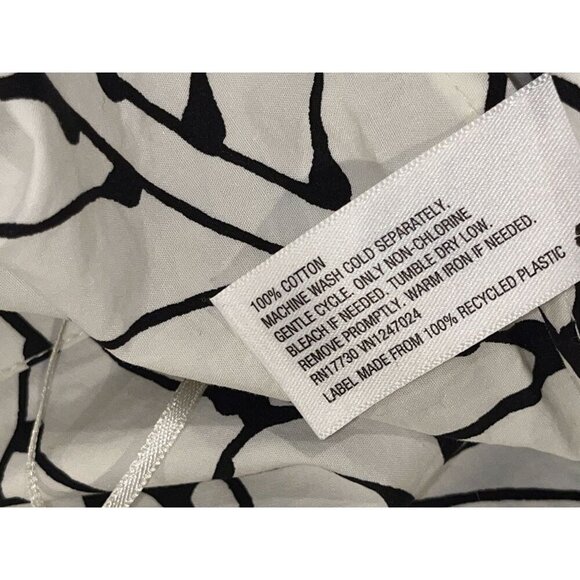 100% COTTON
MACHINE WASH COLD SEPARATELY.
GENTLE CYCLE. ONLY NON-CHLORINE
BLEACH IF NEEDED. TUMBLE DRY LOW.
REMOVE PROMPTLY. WARM IRON IF NEEDED.
RN17730 VN1247024
LABEL MADE FROM 100% RECYCLED PLASTIC